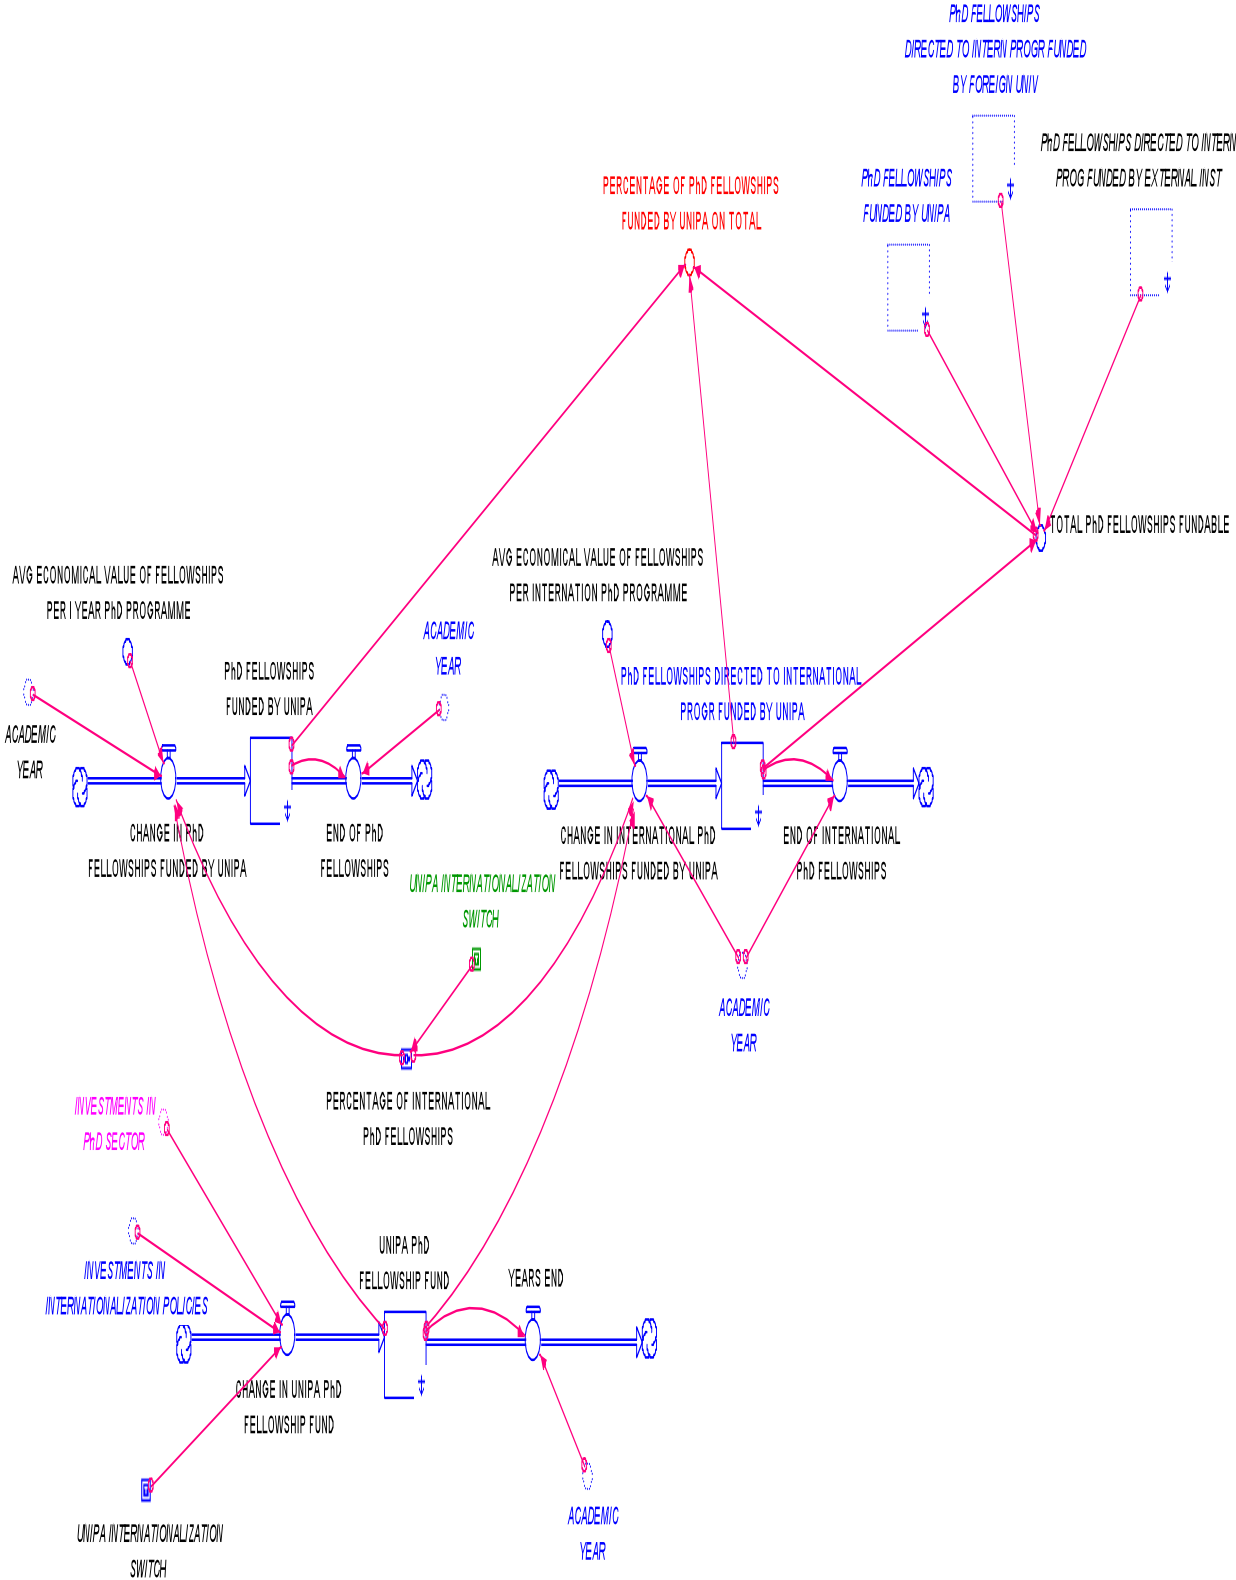 PhD FELLOWSHIPS
DIRECTED TO INTERN PROGR FUNDED
BY FOREIGN UNIV
PhD FELLOWSHIPS DIRECTED TO INTERN
PROG FUNDED BY EXTERNAL INST
PhD FELLOWSHIPS
FUNDED BY UNIPA
PERCENTAGE OF PhD FELLOWSHIPS
FUNDED BY UNIPA ON TOTAL
TOTAL PhD FELLOWSHIPS FUNDABLE
AVG ECONOMICAL VALUE OF FELLOWSHIPS
PER INTERNATION PhD PROGRAMME
AVG ECONOMICAL VALUE OF FELLOWSHIPS
PER I YEAR PhD PROGRAMME
ACADEMIC
YEAR
PhD FELLOWSHIPS
FUNDED BY UNIPA
PhD FELLOWSHIPS DIRECTED TO INTERNATIONAL
PROGR FUNDED BY UNIPA
ACADEMIC
YEAR
CHANGE IN PhD
FELLOWSHIPS FUNDED BY UNIPA
END OF PhD
FELLOWSHIPS
CHANGE IN INTERNATIONAL PhD
FELLOWSHIPS FUNDED BY UNIPA
END OF INTERNATIONAL
PhD FELLOWSHIPS
UNIPA INTERNATIONALIZATION
SWITCH
ACADEMIC
YEAR
PERCENTAGE OF INTERNATIONAL
PhD FELLOWSHIPS
INVESTMENTS IN
PhD SECTOR
UNIPA PhD
FELLOWSHIP FUND
YEARS END
INVESTMENTS IN
INTERNATIONALIZATION POLICIES
CHANGE IN UNIPA PhD
FELLOWSHIP FUND
ACADEMIC
YEAR
UNIPA INTERNATIONALIZATION
SWITCH